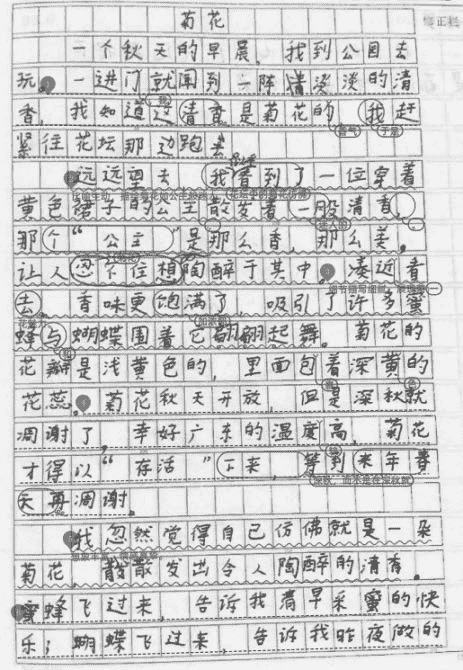 菊花
修正栏
一个秋天的早晨，我到公园去
玩。一进门就闻到一阵清淡淡的清
香，我知道这清香是菊花的，我赶
香气 于是
紧往花坛那边跑去
远远望去，我看到了一位穿着
黄色裙子的公主散发着一股清香，
那个“公主”是那么香，那么美，
让人忍不住想陶醉于其中。凑近看
去，香味更饱满了，吸引了许多蜜
蜂与蝴蝶围着它翩翩起舞。菊花的
花瓣是浅黄色的，里面包着深黄的
花蕊。菊花秋天开放，但是深秋就
凋谢了，幸好广东的温度高，菊花
才得以“存活”下来，等到来年春
天再凋谢。
我忽然觉得自己仿佛就是一朵
菊花，散散发出令人陶醉的清香。
蜜蜂飞过来，告诉我清早采蜜的快
乐；蝴蝶飞过来，告诉我昨夜做的